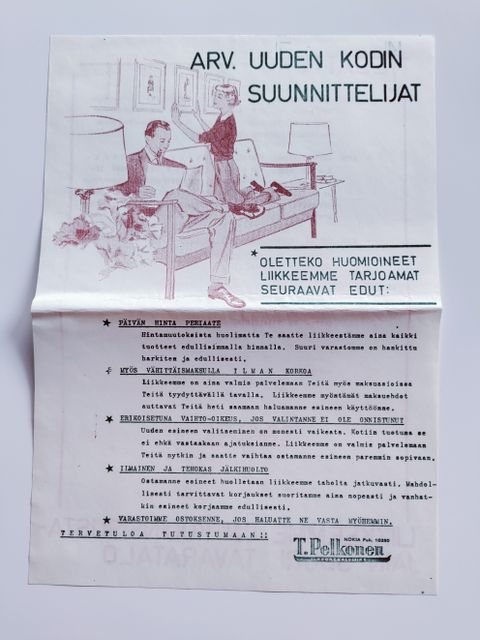 ARV. UUDEN KODIN
SUUNNITTELIJAT
* OLETTEKO HUOMIOINEET
LIIKKEEMME TARJOAMAT
SEURAAVAT EDUT:
* PÄIVÄN HINTA PERIAATE
Hintamuutoksista huolimatta Te saatte liikkeestämme aina kaikki
tuotteet edullisimmalla hinnalla. Suuri varastomme on hankittu
harkiten ja edullisesti.
* MYÖS VÄHITTÄISMAKSULLA ILMAN KORKOA
Liikkeemme on aina valmis palvelemaan Teitä myös maksuasioissa
Teitä tyydyttävällä tavalla. Liikkeemme myöntämät maksuehdot
auttavat Teitä heti saamaan haluamanne esineen käyttöönne.
* ERIKOISETUNA VAIHTO-OIKEUS, JOS VALINTANNE EI OLE ONNISTUNUT
Uuden esineen valitseminen on monesti vaikeata. Kotiin tuotuna se
ei ehkä vastaakaan ajatuksianne. Liikkeemme on valmis palvelemaan
Teitä nytkin ja saatte vaihtaa ostamanne esineen paremmin sopivaan.
* ILMAINEN JA TEHOKAS JÄLKIHUOLTO
Ostamanne esineet huolletaan liikkeemme taholta jatkuvasti. Mahdol-
lisesti tarvittavat korjaukset suoritamme aina nopeasti ja vanhat-
kin esineet korjaamme edullisesti.
* VARASTOIMME OSTOKSENNE, JOS HALUATTE NE VASTA MYÖHEMMIN.
TERVETULOA TUTUSTUMAAN!!
NOKIA Puh.
T. Pelkonen